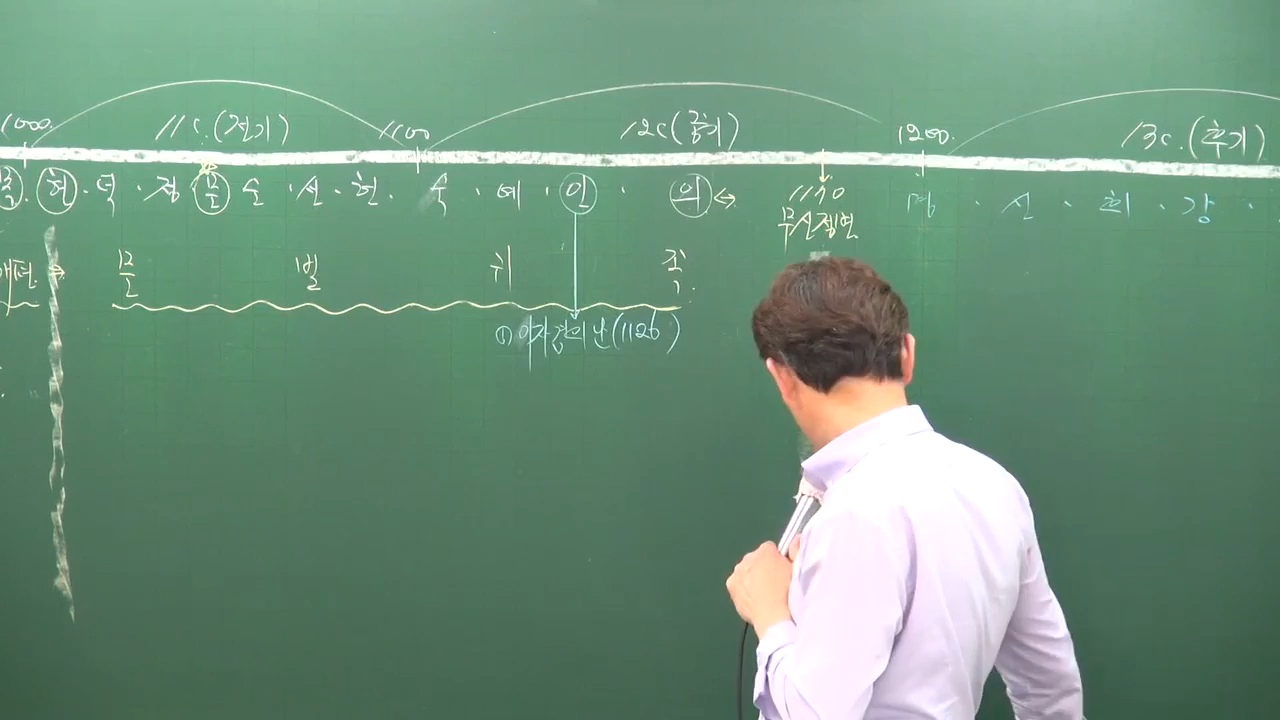 1000. 11C.(전기) 1100 12C(중기) 1200. 13C.(후기)
목. 현. 덕. 정 문 순. 선. 헌. 숙. 예. 인. 의 ↔ 1170 명. 신. 희. 강.
무신정변
문 벌 귀 족.
① 이자겸의 난(1126)